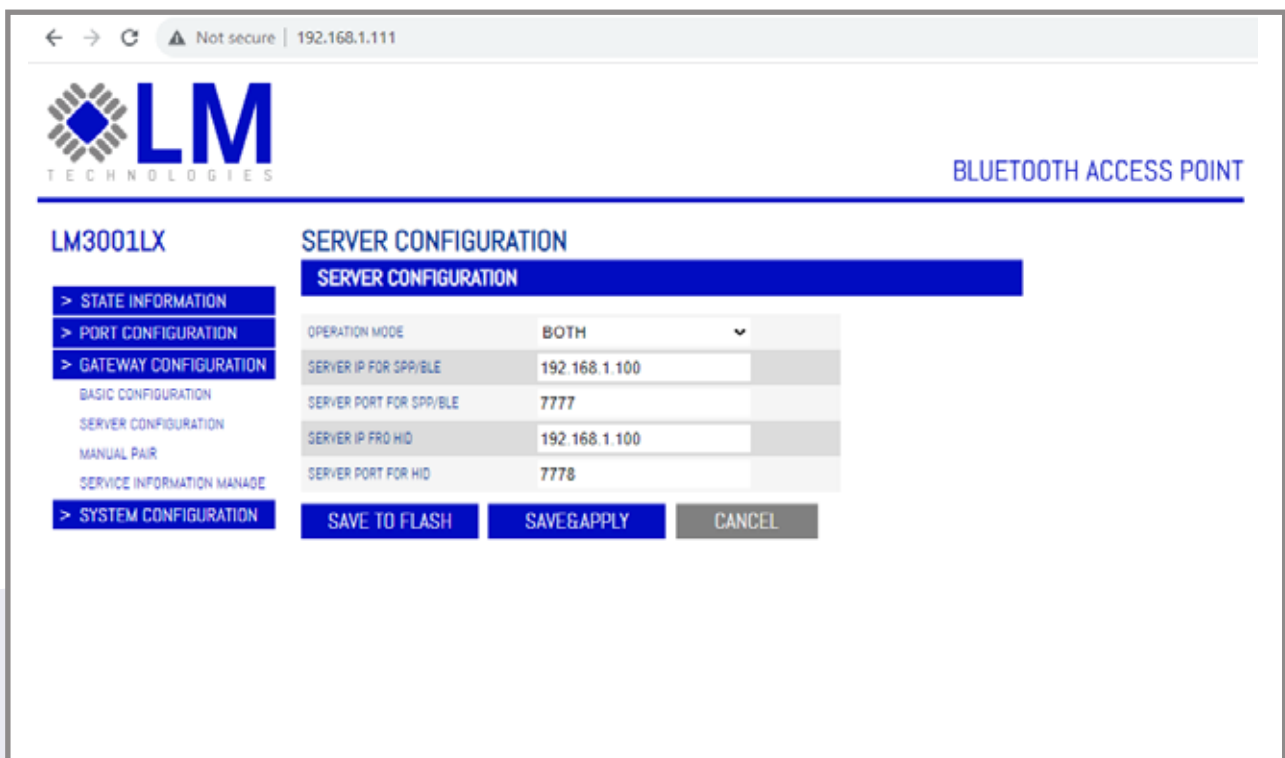 Not secure | 192.168.1.111
LM
TECHNOLOGIES
BLUETOOTH ACCESS POINT
LM3001LX
> STATE INFORMATION
> PORT CONFIGURATION
> GATEWAY CONFIGURATION
BASIC CONFIGURATION
SERVER CONFIGURATION
MANUAL PAIR
SERVICE INFORMATION MANAGE
> SYSTEM CONFIGURATION
SERVER CONFIGURATION
SERVER CONFIGURATION
OPERATION MODE BOTH
SERVER IP FOR SPP/BLE 192.168.1.100
SERVER PORT FOR SPP/BLE 7777
SERVER IP FRO HID 192.168.1.100
SERVER PORT FOR HID 7778
SAVE TO FLASH SAVE&APPLY CANCEL